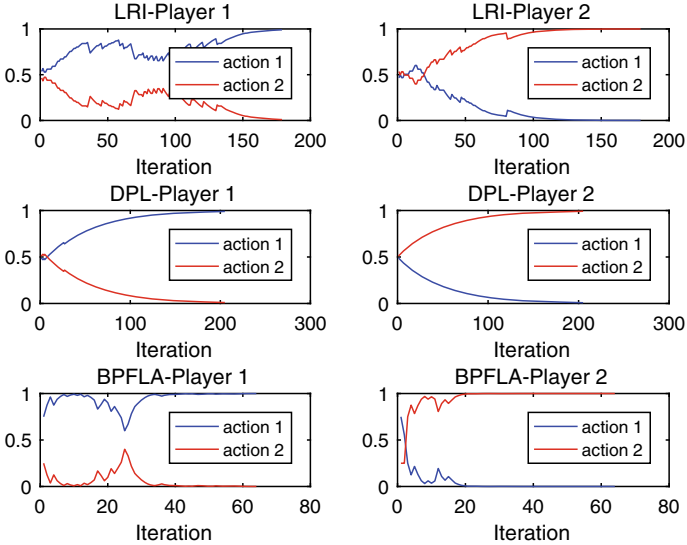 LRI-Player 1
1
0.5
0
0 50 100 150 200
Iteration
action 1
action 2
LRI-Player 2
1
0.5
0
0 50 100 150 200
Iteration
action 1
action 2
DPL-Player 1
1
0.5
0
0 100 200 300
Iteration
action 1
action 2
DPL-Player 2
1
0.5
0
0 100 200 300
Iteration
action 1
action 2
BPFLA-Player 1
1
0.5
0
0 20 40 60 80
Iteration
action 1
action 2
BPFLA-Player 2
1
0.5
0
0 20 40 60 80
Iteration
action 1
action 2